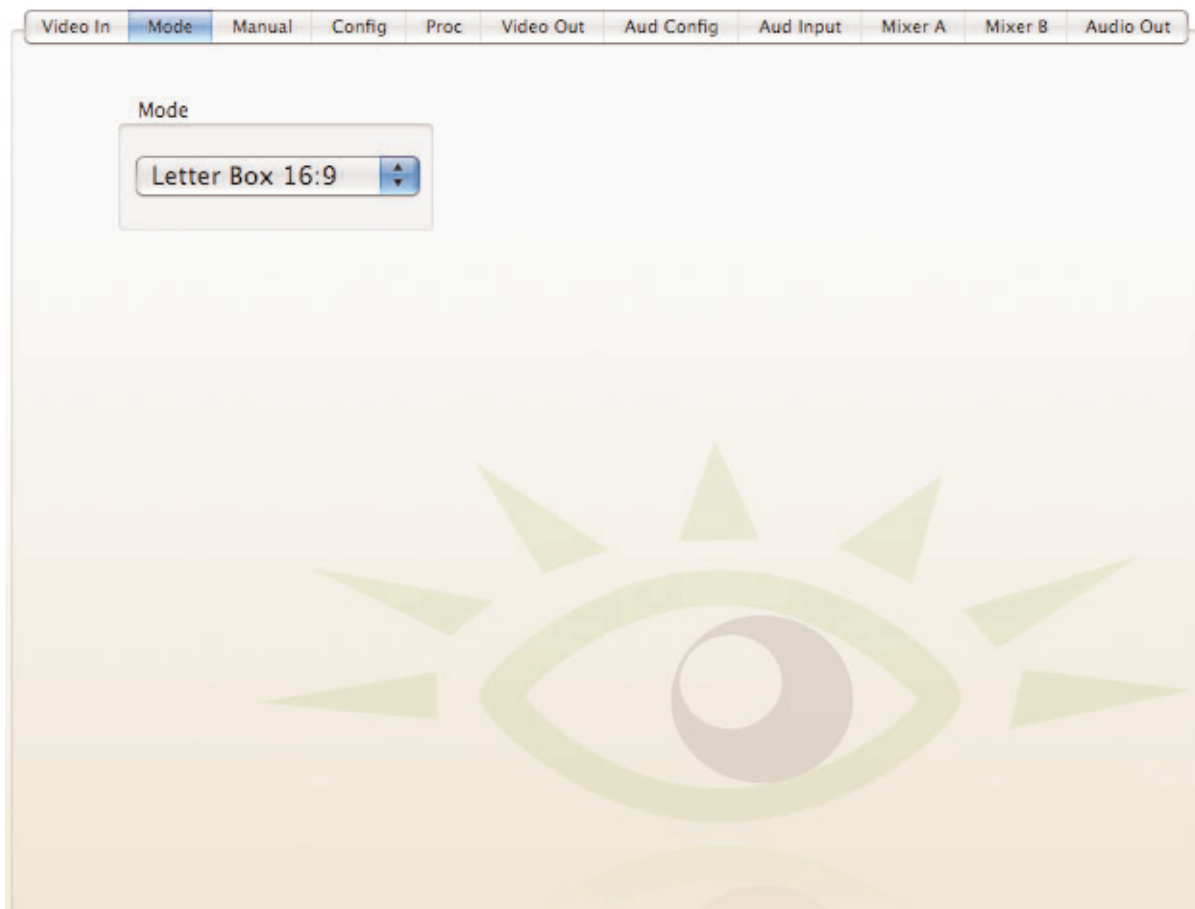 Video In Mode Manual Config Proc Video Out Aud Config Aud Input Mixer A Mixer B Audio Out
Mode
Letter Box 16:9